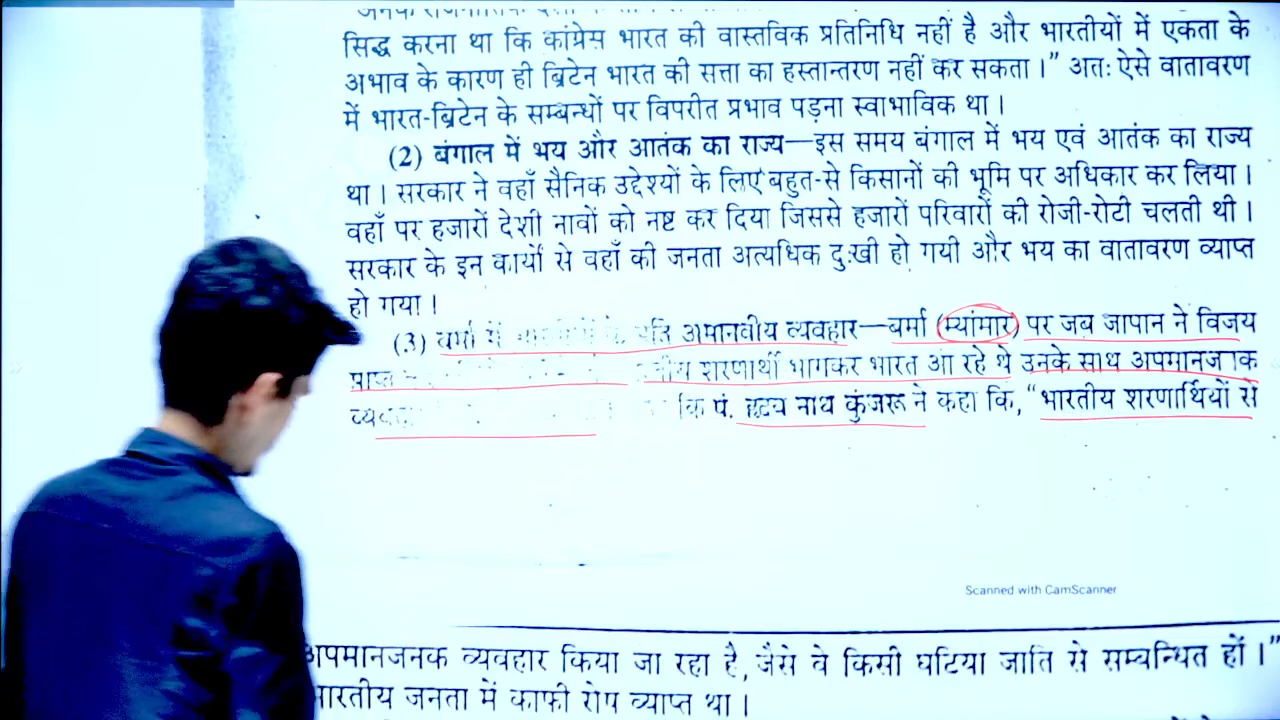 सिद्ध करना था कि कांग्रेस भारत की वास्तविक प्रतिनिधि नहीं है और भारतीयों में एकता के
अभाव के कारण ही ब्रिटेन भारत की सत्ता का हस्तान्तरण नहीं कर सकता।” अतः ऐसे वातावरण
में भारत-ब्रिटेन के सम्बन्धों पर विपरीत प्रभाव पड़ना स्वाभाविक था।
(2) बंगाल में भय और आतंक का राज्य—इस समय बंगाल में भय एवं आतंक का राज्य
था। सरकार ने वहाँ सैनिक उद्देश्यों के लिए बहुत-से किसानों की भूमि पर अधिकार कर लिया।
वहाँ पर हजारों देशी नावों को नष्ट कर दिया जिससे हजारों परिवारों की रोजी-रोटी चलती थी।
सरकार के इन कार्यों से वहाँ की जनता अत्यधिक दुःखी हो गयी और भय का वातावरण व्याप्त
हो गया।
(3) बर्मा में के प्रति अमानवीय व्यवहार—बर्मा (म्यांमार) पर जब जापान ने विजय
प्राप्त शरणार्थी भागकर भारत आ रहे थे उनके साथ अपमानजनक
कि पं. हृदय नाथ कुंजरू ने कहा कि, “भारतीय शरणार्थियों से
Scanned with CamScanner
अपमानजनक व्यवहार किया जा रहा है, जैसे वे किसी घटिया जाति से सम्बन्धित हों।”
भारतीय जनता में काफी रोष व्याप्त था।